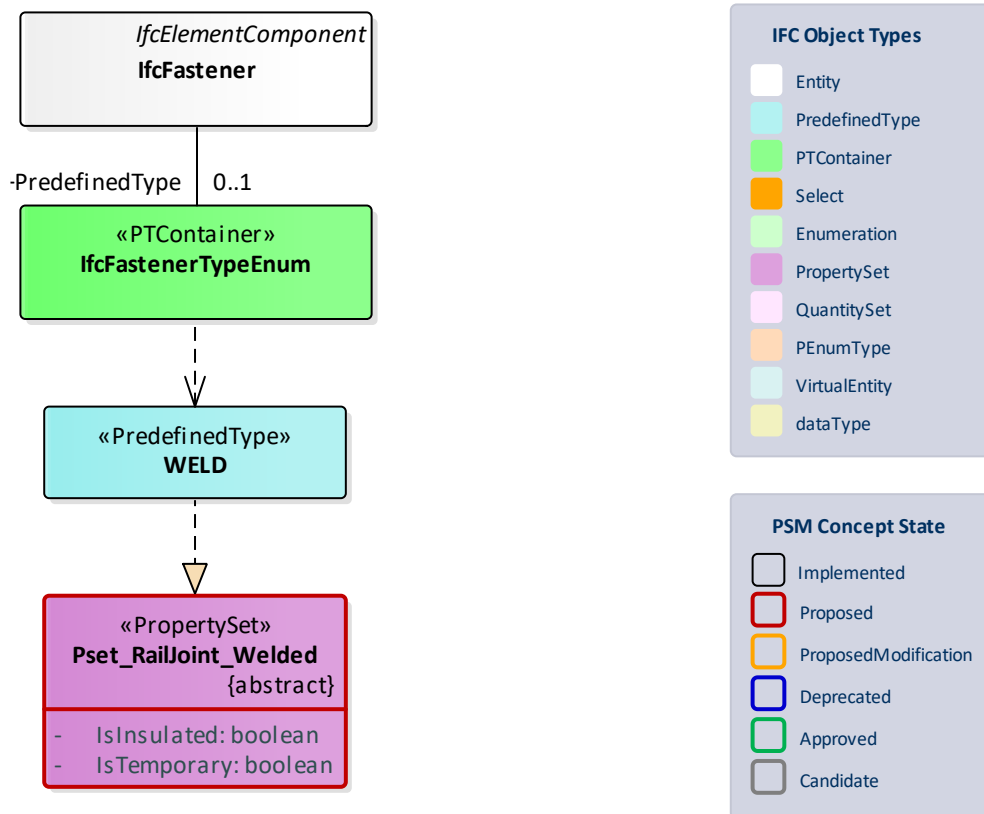 IfcElementComponent
IfcFastener
-PredefinedType 0..1
«PTContainer»
IfcFastenerTypeEnum
«PredefinedType»
WELD
«PropertySet»
Pset_RailJoint_Welded
{abstract}
- IsInsulated: boolean
- IsTemporary: boolean
IFC Object Types
Entity
PredefinedType
PTContainer
Select
Enumeration
PropertySet
QuantitySet
PEnumType
VirtualEntity
dataType
PSM Concept State
Implemented
Proposed
ProposedModification
Deprecated
Approved
Candidate